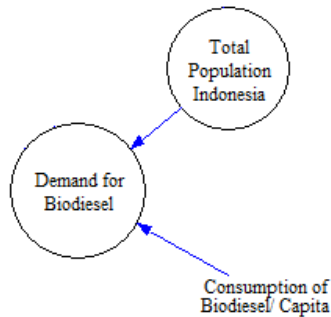 Total
Population
Indonesia
Demand for
Biodiesel
Consumption of
Biodiesel/ Capita